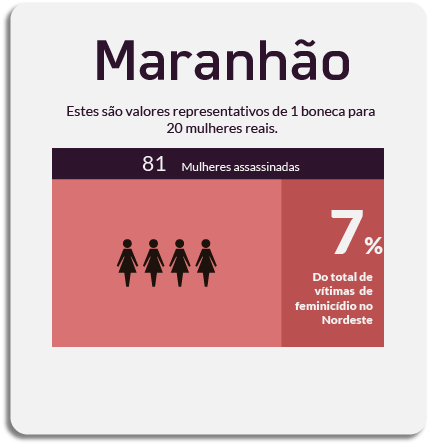 Maranhão
Estes são valores representativos de 1 boneca para
20 mulheres reais.
81 Mulheres assassinadas
7%
Do total de
vítimas de
feminicídio no
Nordeste